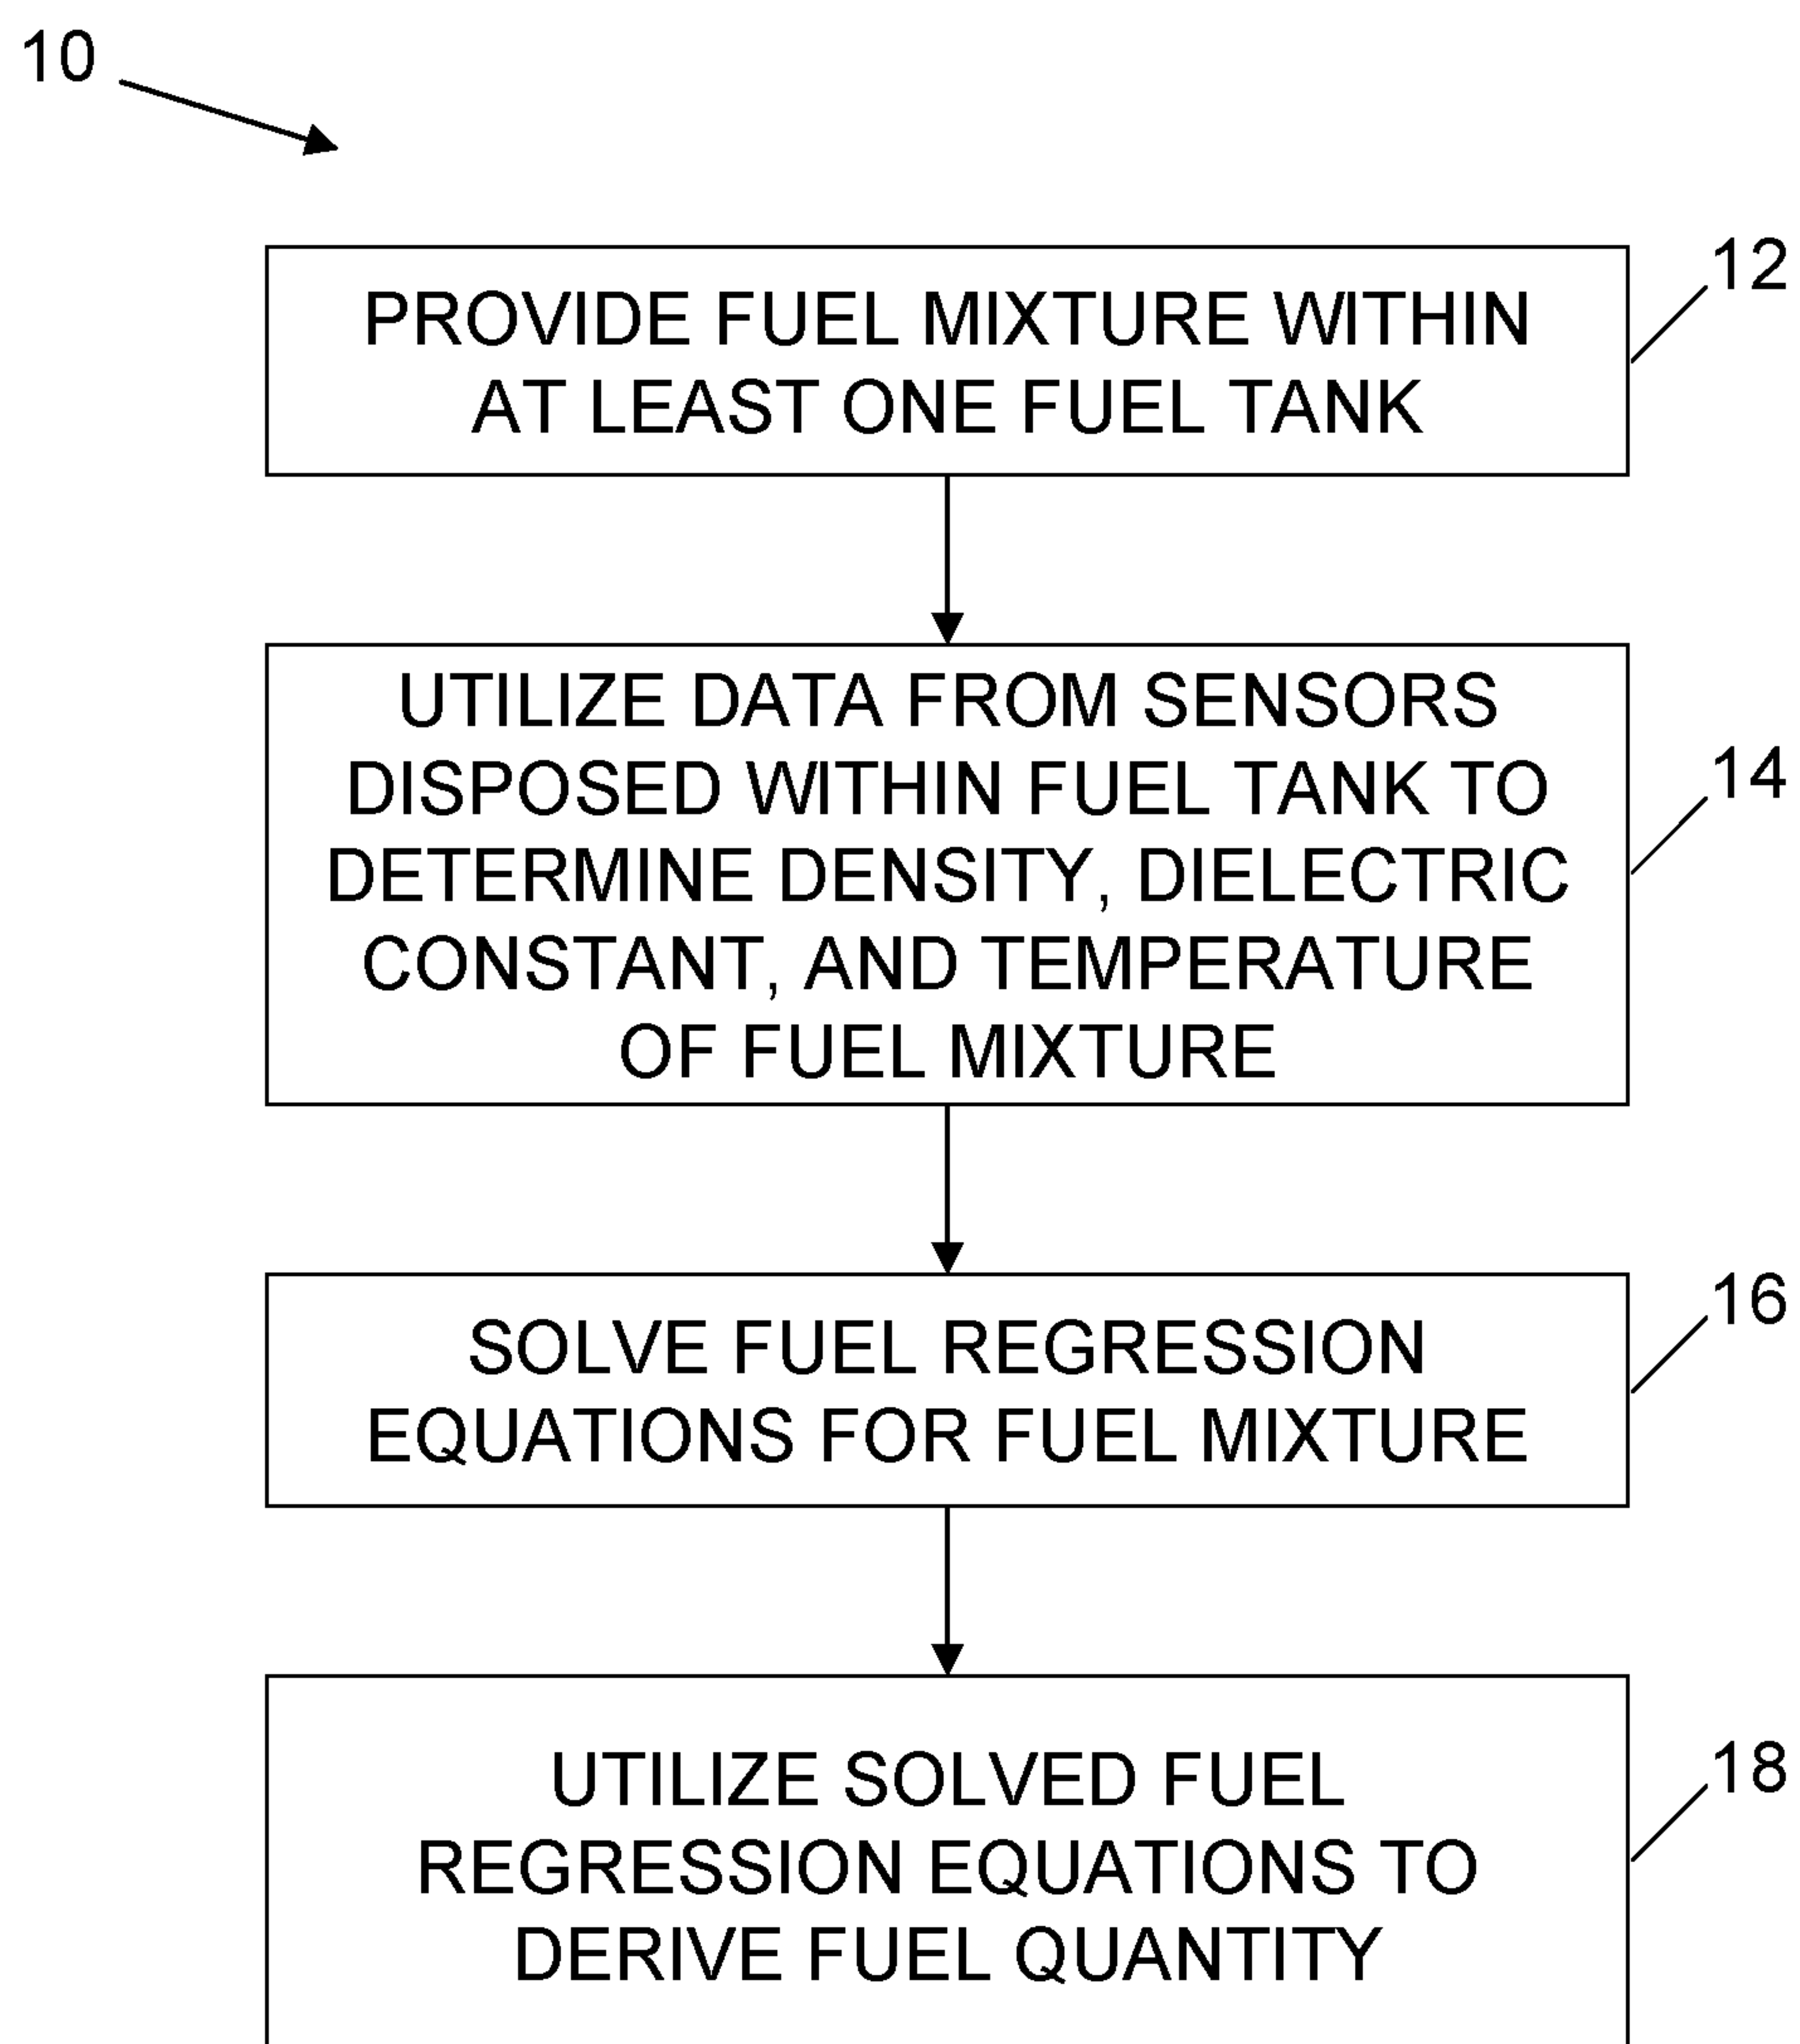 10
12
PROVIDE FUEL MIXTURE WITHIN
AT LEAST ONE FUEL TANK
UTILIZE DATA FROM SENSORS
DISPOSED WITHIN FUEL TANK TO
14
DETERMINE DENSITY, DIELECTRIC
CONSTANT, AND TEMPERATURE
OF FUEL MIXTURE
16
SOLVE FUEL REGRESSION
EQUATIONS FOR FUEL MIXTURE
18
UTILIZE SOLVED FUEL
REGRESSION EQUATIONS TO
DERIVE FUEL QUANTITY